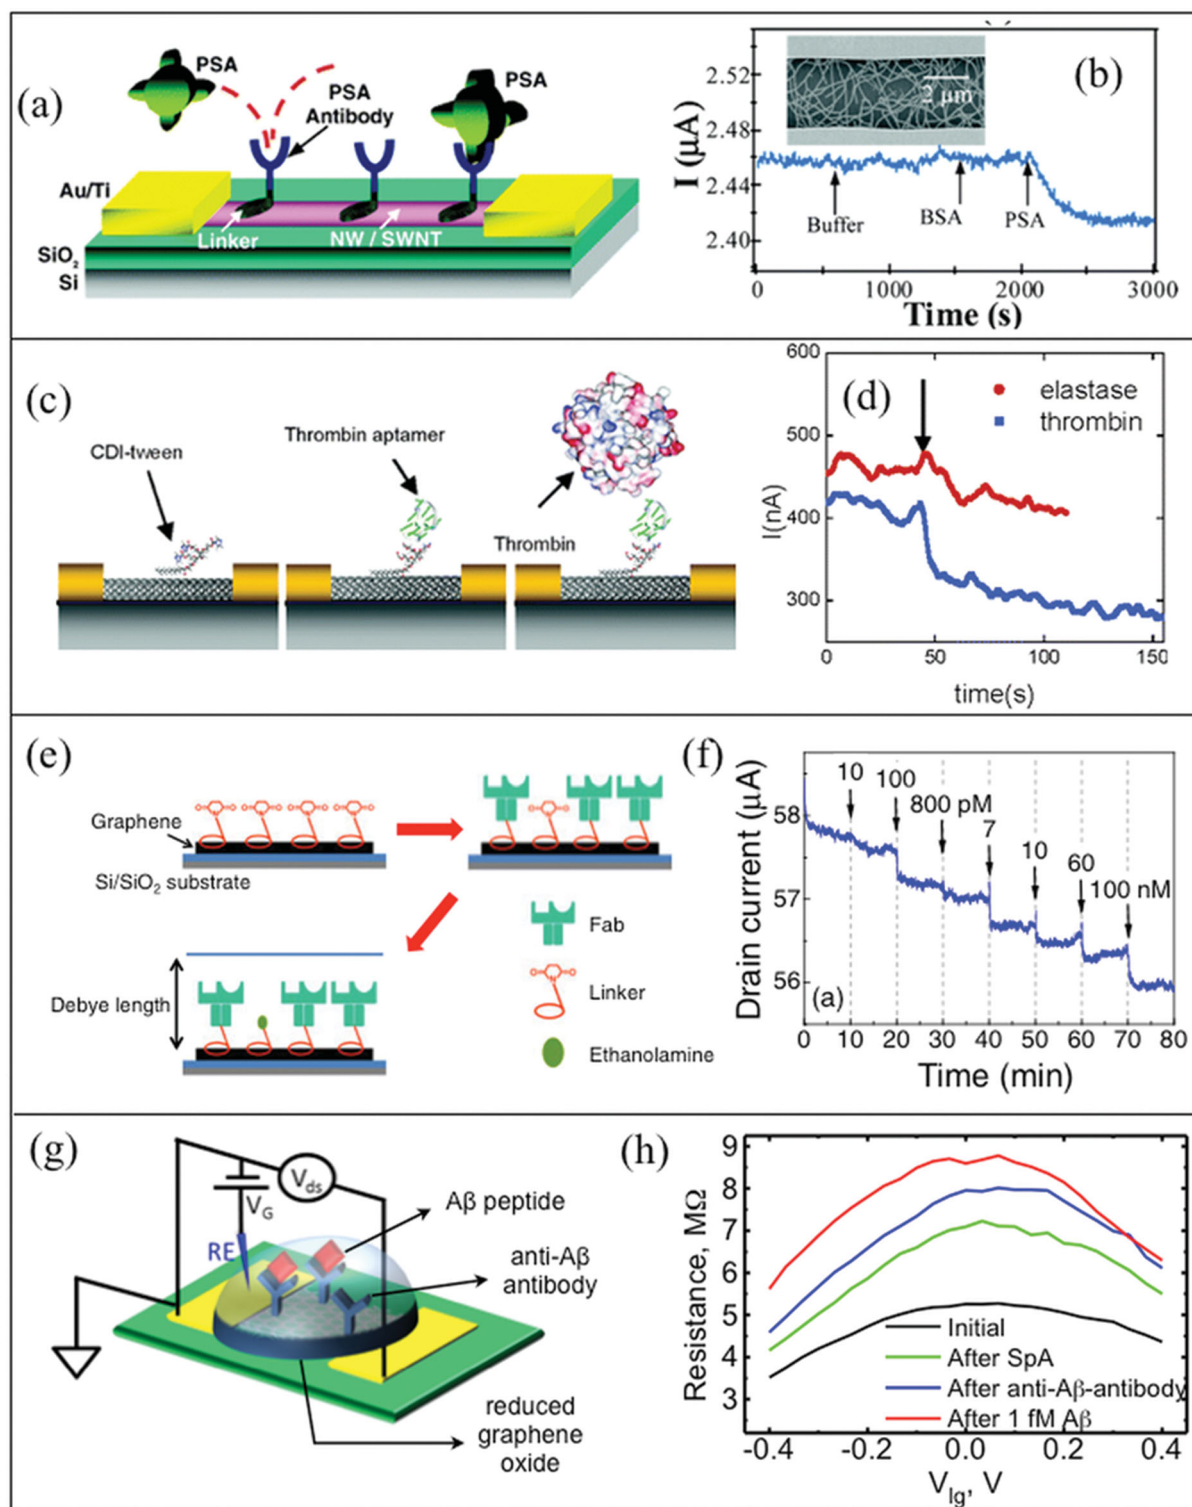 (a)
PSA
PSA
Antibody
PSA
Au/Ti
Linker
NW / SWNT
SiO₂
Si
(b)
I (μA)
2.52
2.48
2.44
2.40
2 μm
Buffer
BSA
PSA
0
1000
2000
3000
Time (s)
(c)
CDI-tween
Thrombin aptamer
Thrombin
(d)
elastase
thrombin
I(nA)
600
500
400
300
0
50
100
150
time(s)
(e)
Graphene
Si/SiO₂ substrate
Debye length
Fab
Linker
Ethanolamine
(f)
Drain current (μA)
58
57
56
10
100
800 pM
7
10
60
100 nM
(a)
0 10 20 30 40 50 60 70 80
Time (min)
(g)
V_ds
V_G
RE
Aβ peptide
anti-Aβ
antibody
reduced
graphene
oxide
(h)
Resistance, MΩ
9
8
7
6
5
4
3
Initial
After SpA
After anti-Aβ-antibody
After 1 fM Aβ
-0.4 -0.2 0.0 0.2 0.4
V_lg, V